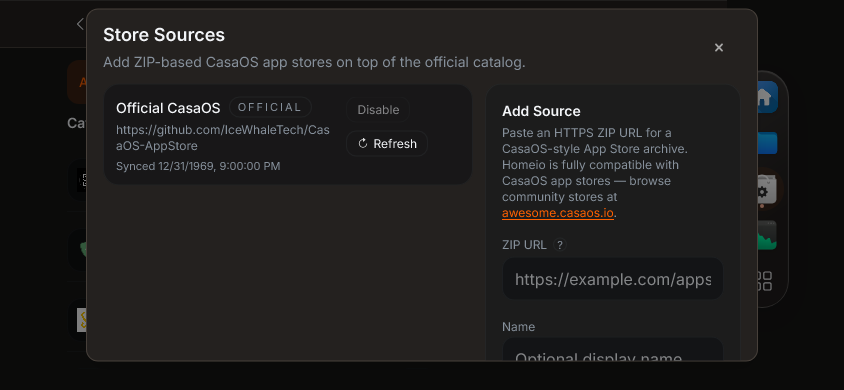 Store Sources
Add ZIP-based CasaOS app stores on top of the official catalog.
Official CasaOS
OFFICIAL
Disable
https://github.com/IceWhaleTech/Cas
aOS-AppStore
Refresh
Synced 12/31/1969, 9:00:00 PM
Add Source
Paste an HTTPS ZIP URL for a
CasaOS-style App Store archive.
Homeio is fully compatible with
CasaOS app stores — browse
community stores at
awesome.casaos.io.
ZIP URL ?
https://example.com/apps
Name
Optional display name